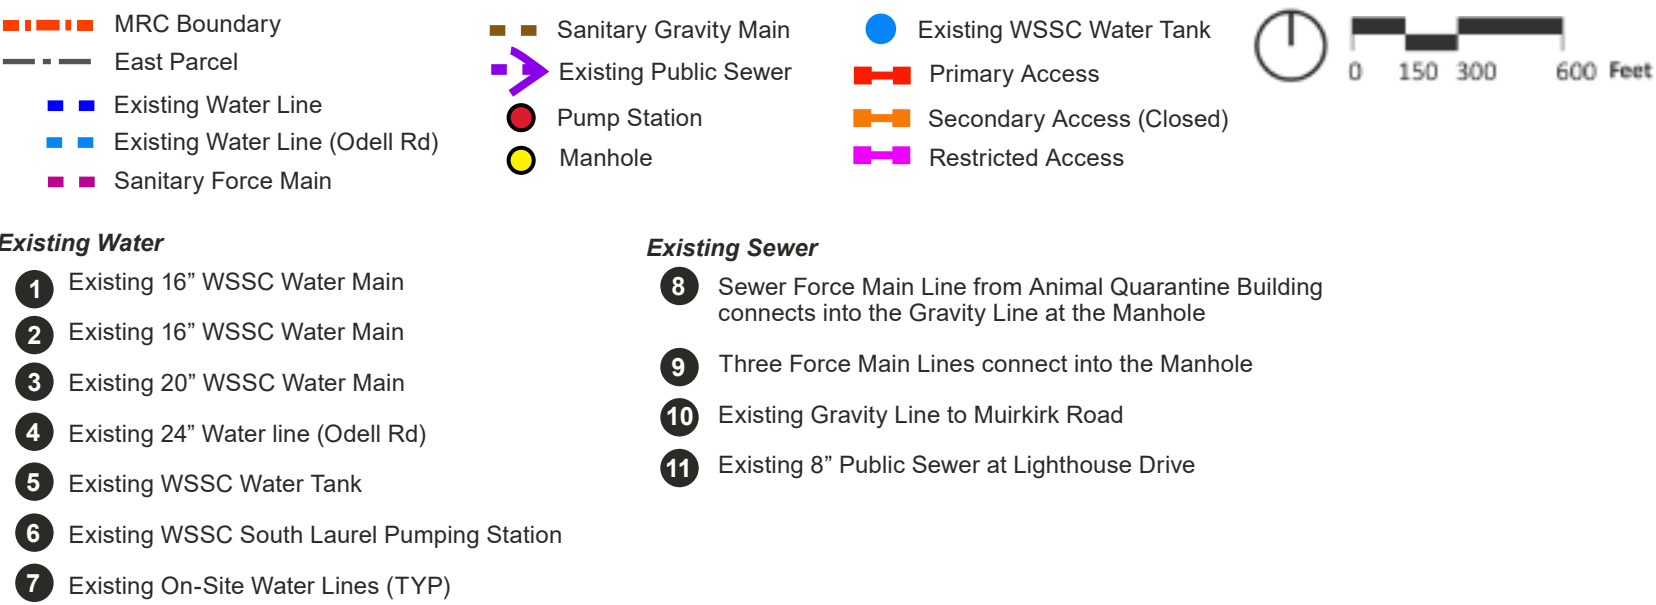 MRC Boundary
East Parcel
Existing Water Line
Existing Water Line (Odell Rd)
Sanitary Force Main
Sanitary Gravity Main
Existing Public Sewer
Pump Station
Manhole
Existing WSSC Water Tank
Primary Access
Secondary Access (Closed)
Restricted Access
0 150 300 600 Feet
Existing Water
1 Existing 16” WSSC Water Main
2 Existing 16” WSSC Water Main
3 Existing 20” WSSC Water Main
4 Existing 24” Water line (Odell Rd)
5 Existing WSSC Water Tank
6 Existing WSSC South Laurel Pumping Station
7 Existing On-Site Water Lines (TYP)
Existing Sewer
8 Sewer Force Main Line from Animal Quarantine Building
connects into the Gravity Line at the Manhole
9 Three Force Main Lines connect into the Manhole
10 Existing Gravity Line to Muirkirk Road
11 Existing 8” Public Sewer at Lighthouse Drive